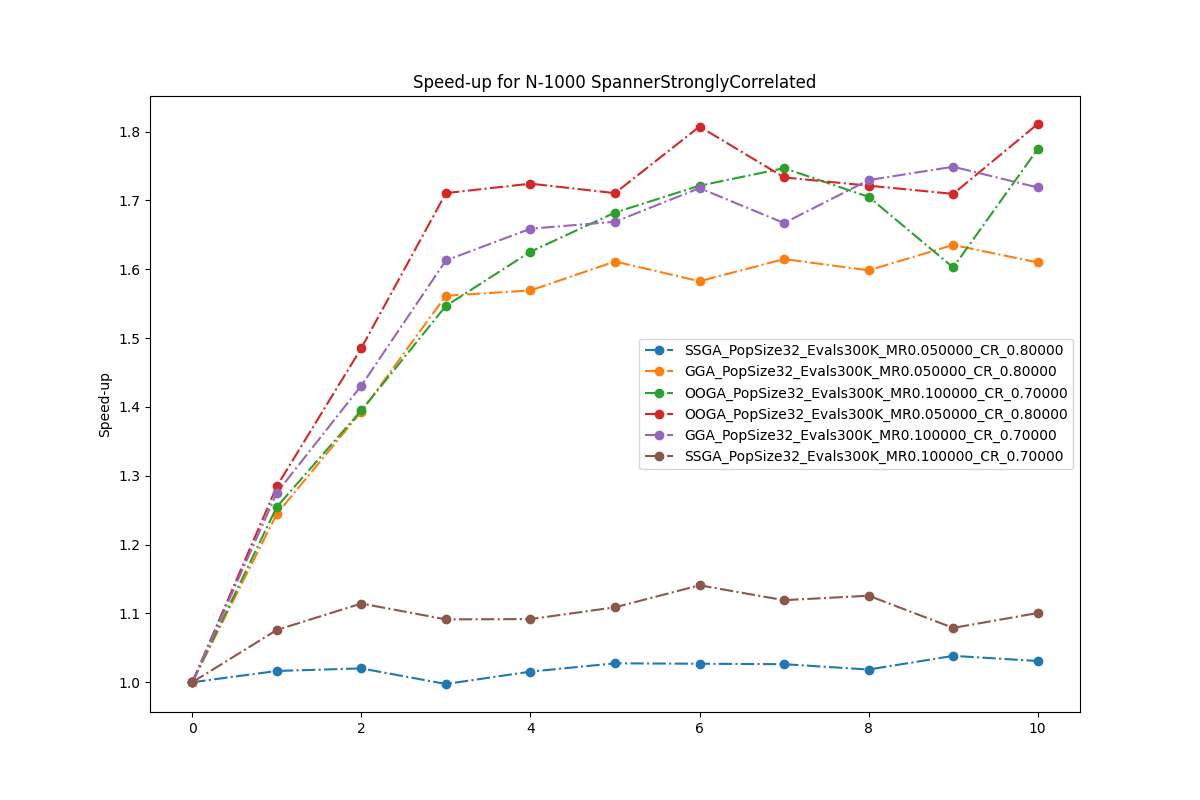 Speed-up for N-1000 SpannerStronglyCorrelated
1.8
1.7
1.6
1.5
1.4
1.3
1.2
1.1
1.0
Speed-up
SSGA_PopSize32_Evals300K_MR0.050000_CR_0.80000
GGA_PopSize32_Evals300K_MR0.050000_CR_0.80000
OOGA_PopSize32_Evals300K_MR0.100000_CR_0.70000
OOGA_PopSize32_Evals300K_MR0.050000_CR_0.80000
GGA_PopSize32_Evals300K_MR0.100000_CR_0.70000
SSGA_PopSize32_Evals300K_MR0.100000_CR_0.70000
0 2 4 6 8 10